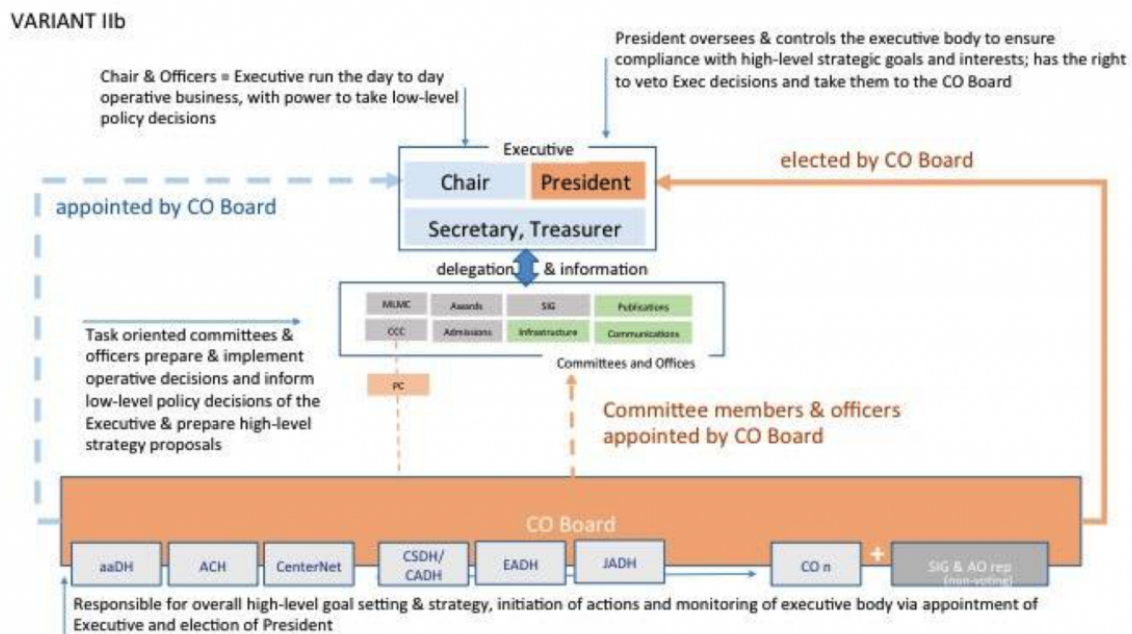 VARIANT IIb
President oversees & controls the executive body to ensure
compliance with high-level strategic goals and interests; has the right
to veto Exec decisions and take them to the CO Board
Chair & Officers = Executive run the day to day
operative business, with power to take low-level
policy decisions
Executive
Chair
President
Secretary, Treasurer
elected by CO Board
appointed by CO Board
delegation & information
MLMC
Awards
SIG
Publications
CCC
Admissions
Infrastructure
Communications
Committees and Offices
PC
Task oriented committees &
officers prepare & implement
operative decisions and inform
low-level policy decisions of the
Executive & prepare high-level
strategy proposals
Committee members & officers
appointed by CO Board
CO Board
aaDH
ACH
CenterNet
CSDH/
CADH
EADH
JADH
CO n
+
SIG & AO rep
(non-voting)
Responsible for overall high-level goal setting & strategy, initiation of actions and monitoring of executive body via appointment of
Executive and election of President